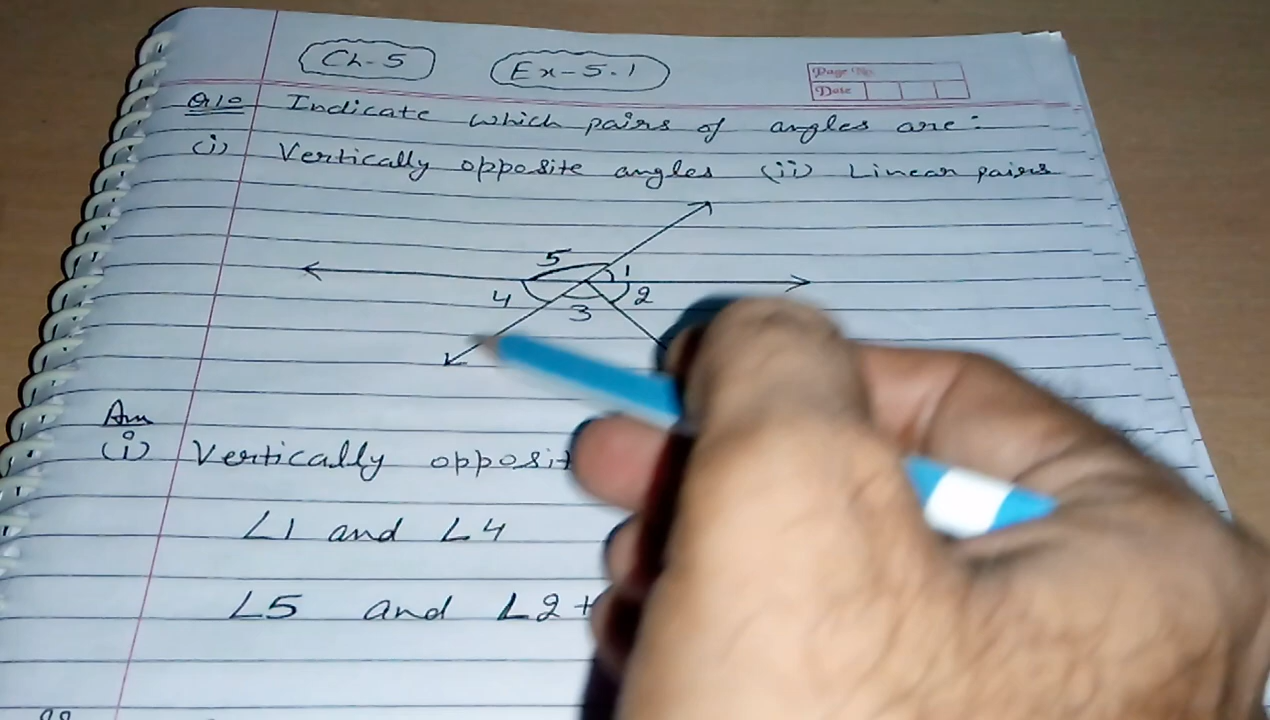 Ch-5 Ex-5.1
Page No.
Date
Q10 Indicate which pairs of angles are:
(i) Vertically opposite angles (ii) Linear pairs
5 1
4 3 2
Ans
(i) Vertically opposit
∠1 and ∠4
∠5 and ∠2+